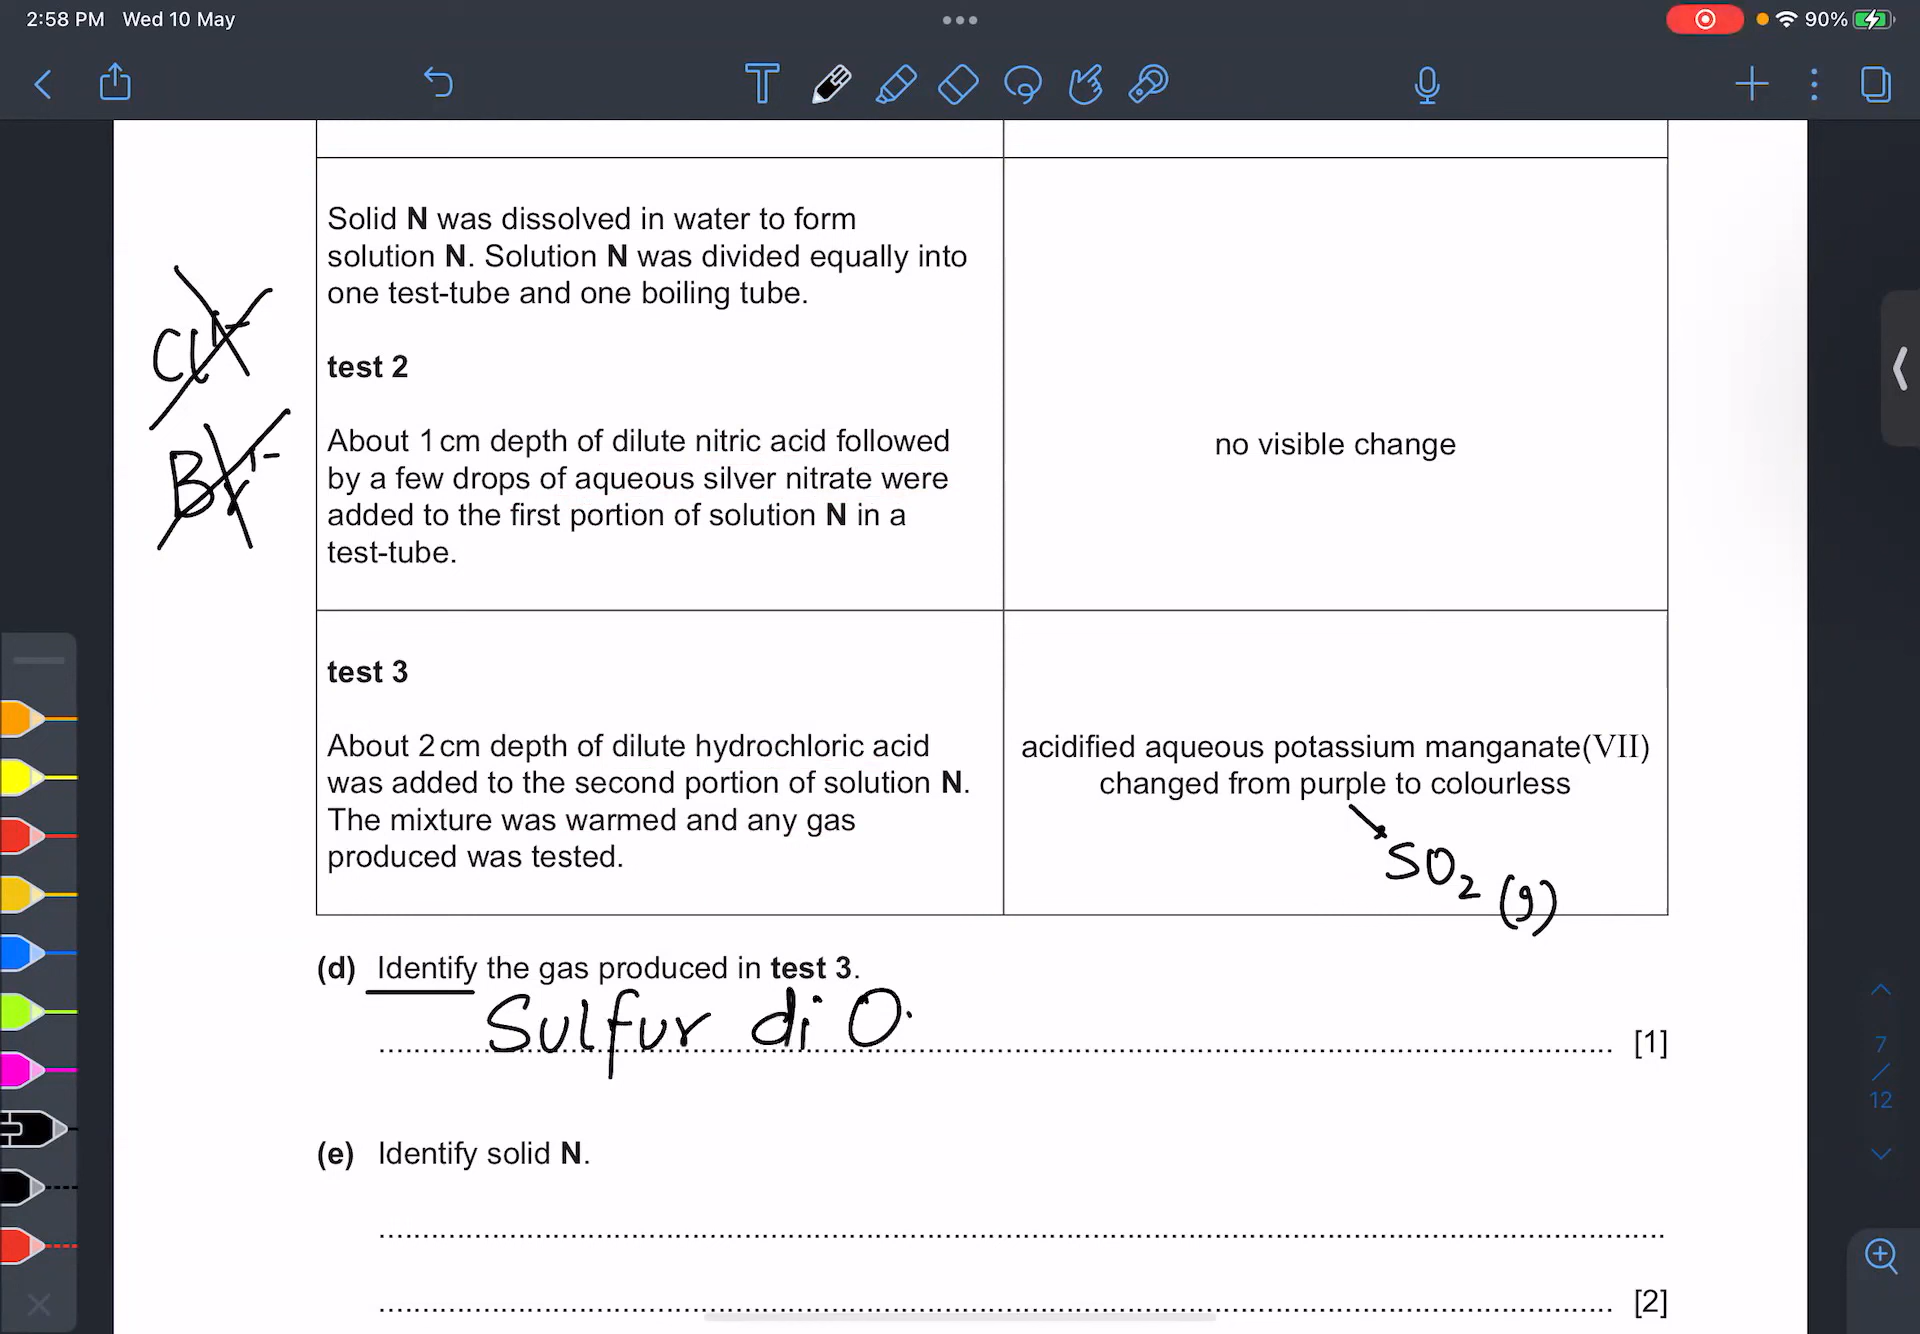 2:58 PM Wed 10 May
90%
Solid N was dissolved in water to form
solution N. Solution N was divided equally into
one test-tube and one boiling tube.
Cl1-
Br1-
test 2
About 1 cm depth of dilute nitric acid followed
by a few drops of aqueous silver nitrate were
added to the first portion of solution N in a
test-tube.
no visible change
test 3
About 2 cm depth of dilute hydrochloric acid
was added to the second portion of solution N.
The mixture was warmed and any gas
produced was tested.
acidified aqueous potassium manganate(VII)
changed from purple to colourless
SO2 (g)
(d) Identify the gas produced in test 3.
Sulfur di O.
[1]
(e) Identify solid N.
[2]
7
/
12